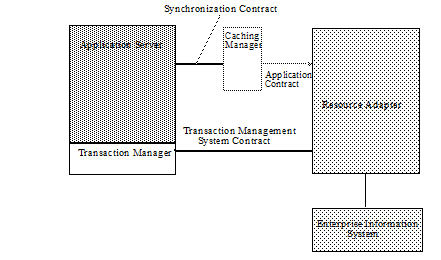 Synchronization Contract
Application Server
Caching
Manager
Application
Contract
Resource Adapter
Transaction Management
System Contract
Transaction Manager
Enterprise Information
System